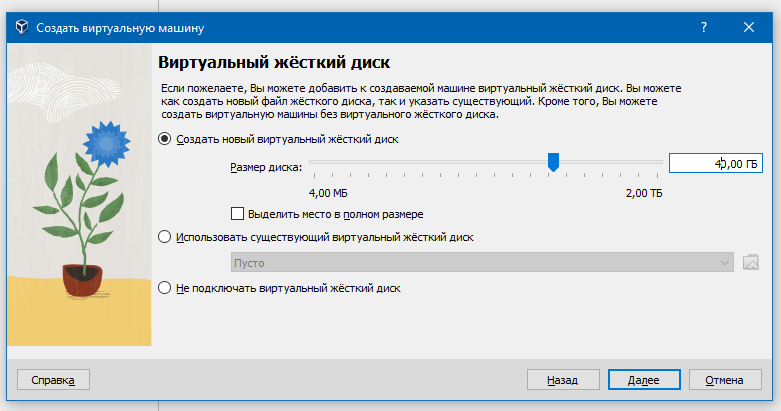 Создать виртуальную машину
?
Виртуальный жёсткий диск
Если пожелаете, Вы можете добавить к создаваемой машине виртуальный жёсткий диск. Вы можете
как создать новый файл жёсткого диска, так и указать существующий. Кроме того, Вы можете
создать виртуальную машины без виртуального жёсткого диска.
Создать новый виртуальный жёсткий диск
Размер диска: 40,00 ГБ
4,00 МБ 2,00 ТБ
Выделить место в полном размере
Использовать существующий виртуальный жёсткий диск
Пусто
Не подключать виртуальный жёсткий диск
Справка Назад Далее Отмена